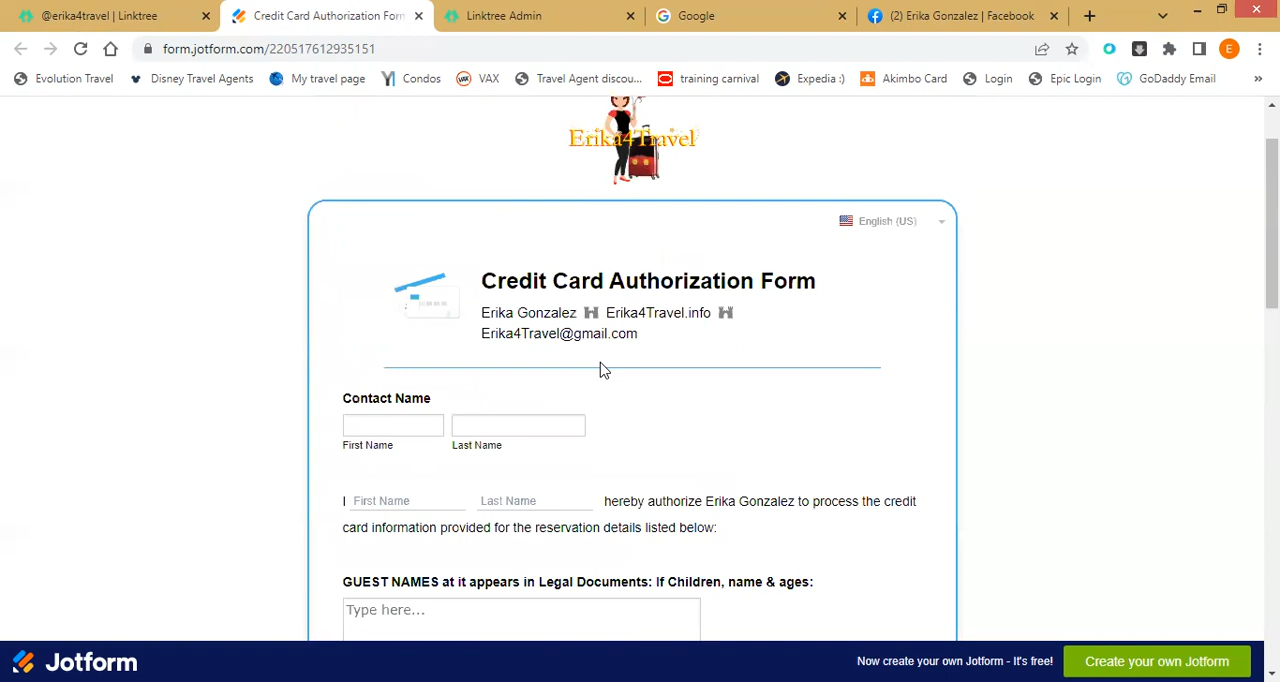 @erika4travel | Linktree
Credit Card Authorization Form
Linktree Admin
Google
(2) Erika Gonzalez | Facebook
form.jotform.com/220517612935151
E
Evolution Travel
Disney Travel Agents
My travel page
Condos
VAX
Travel Agent discou...
training carnival
Expedia :)
Akimbo Card
Login
Epic Login
GoDaddy Email
»
Erika4Travel
English (US)
Credit Card Authorization Form
Erika Gonzalez Erika4Travel.info
Erika4Travel@gmail.com
Contact Name
First Name Last Name
I First Name Last Name hereby authorize Erika Gonzalez to process the credit
card information provided for the reservation details listed below:
GUEST NAMES at it appears in Legal Documents: If Children, name & ages:
Type here...
Jotform
Now create your own Jotform - It's free!
Create your own Jotform